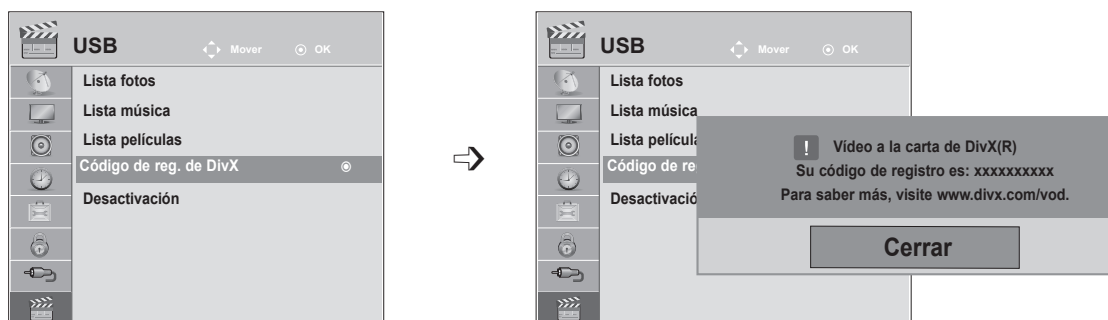 USB
Mover
OK
Lista fotos
Lista música
Lista películas
Código de reg. de DivX
Desactivación
USB
Mover
OK
Lista fotos
Lista música
Lista películ
Código de re
Desactivació
! Vídeo a la carta de DivX(R)
Su código de registro es: xxxxxxxxxx
Para saber más, visite www.divx.com/vod.
Cerrar